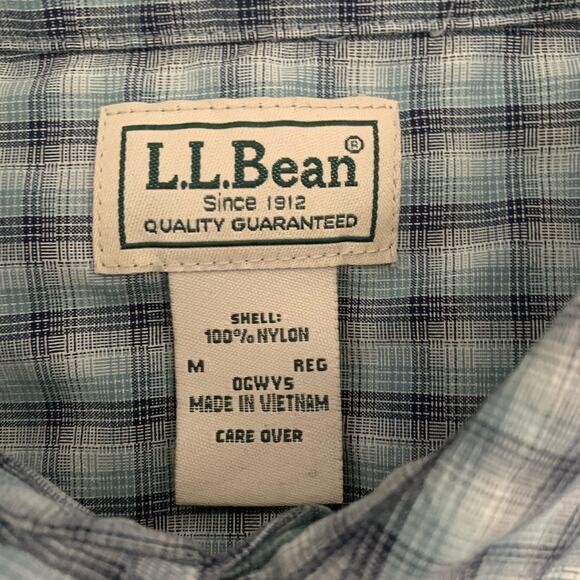 L.L.Bean®
Since 1912
QUALITY GUARANTEED
SHELL:
100% NYLON
M REG
0GWY5
MADE IN VIETNAM
CARE OVER